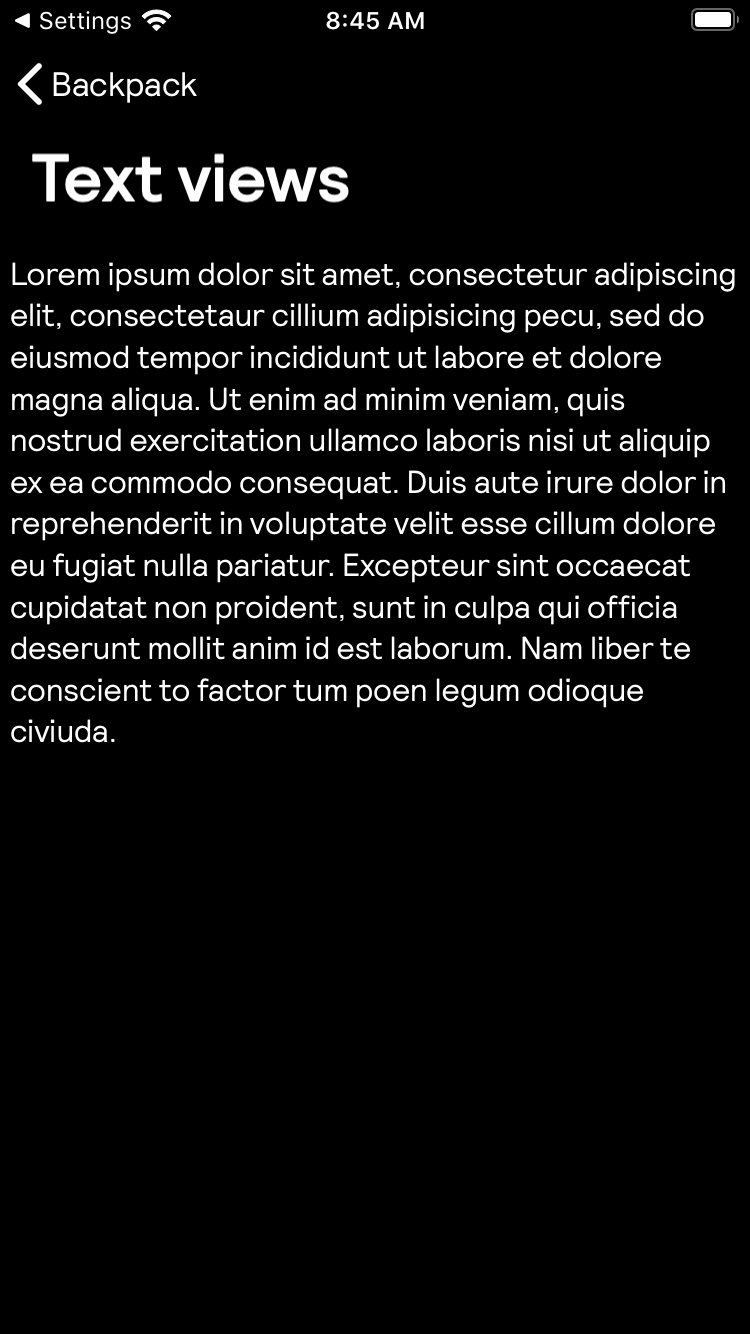 Settings
8:45 AM
Backpack
Text views
Lorem ipsum dolor sit amet, consectetur adipiscing
elit, consectetaur cillium adipisicing pecu, sed do
eiusmod tempor incididunt ut labore et dolore
magna aliqua. Ut enim ad minim veniam, quis
nostrud exercitation ullamco laboris nisi ut aliquip
ex ea commodo consequat. Duis aute irure dolor in
reprehenderit in voluptate velit esse cillum dolore
eu fugiat nulla pariatur. Excepteur sint occaecat
cupidatat non proident, sunt in culpa qui officia
deserunt mollit anim id est laborum. Nam liber te
conscient to factor tum poen legum odioque
civiuda.